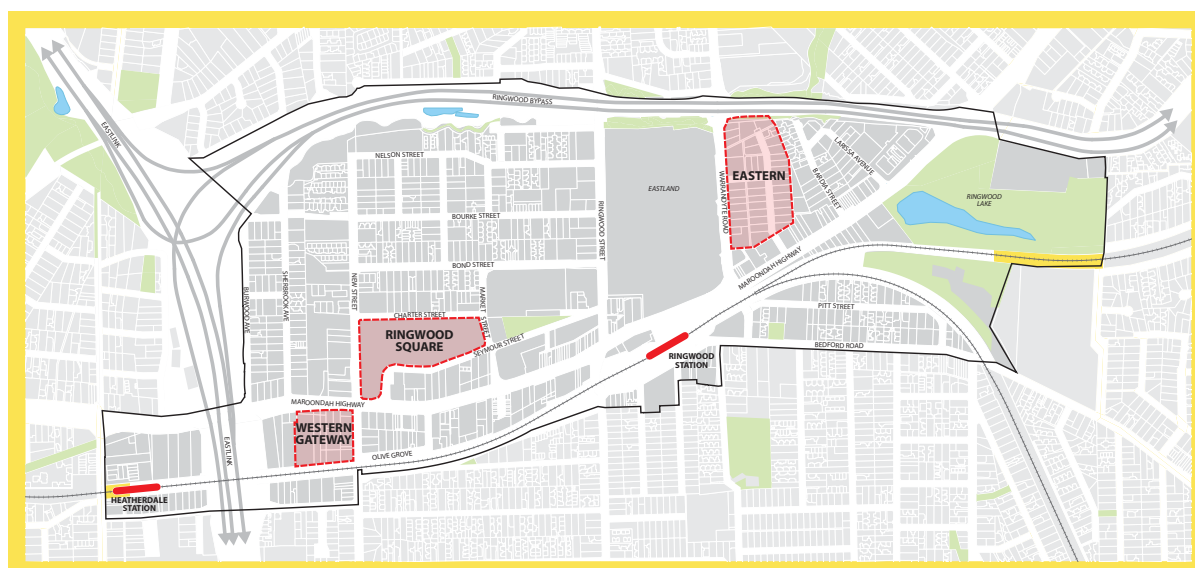 RINGWOOD BYPASS
EASTLINK
NELSON STREET
LARISSA AVENUE
EASTERN
BARDIA STREET
EASTLAND
WARRANDYTE ROAD
RINGWOOD
LAKE
RINGWOOD STREET
BOURKE STREET
MAROONDAH HIGHWAY
BOND STREET
SHERBROOK AVE
NEW STREET
BURWOOD AVE
MARKET STREET
PITT STREET
CHARTER STREET
RINGWOOD
SQUARE
SEYMOUR STREET
BEDFORD ROAD
RINGWOOD
STATION
MAROONDAH HIGHWAY
WESTERN
GATEWAY
EASTLINK
OLIVE GROVE
HEATHERDALE
STATION